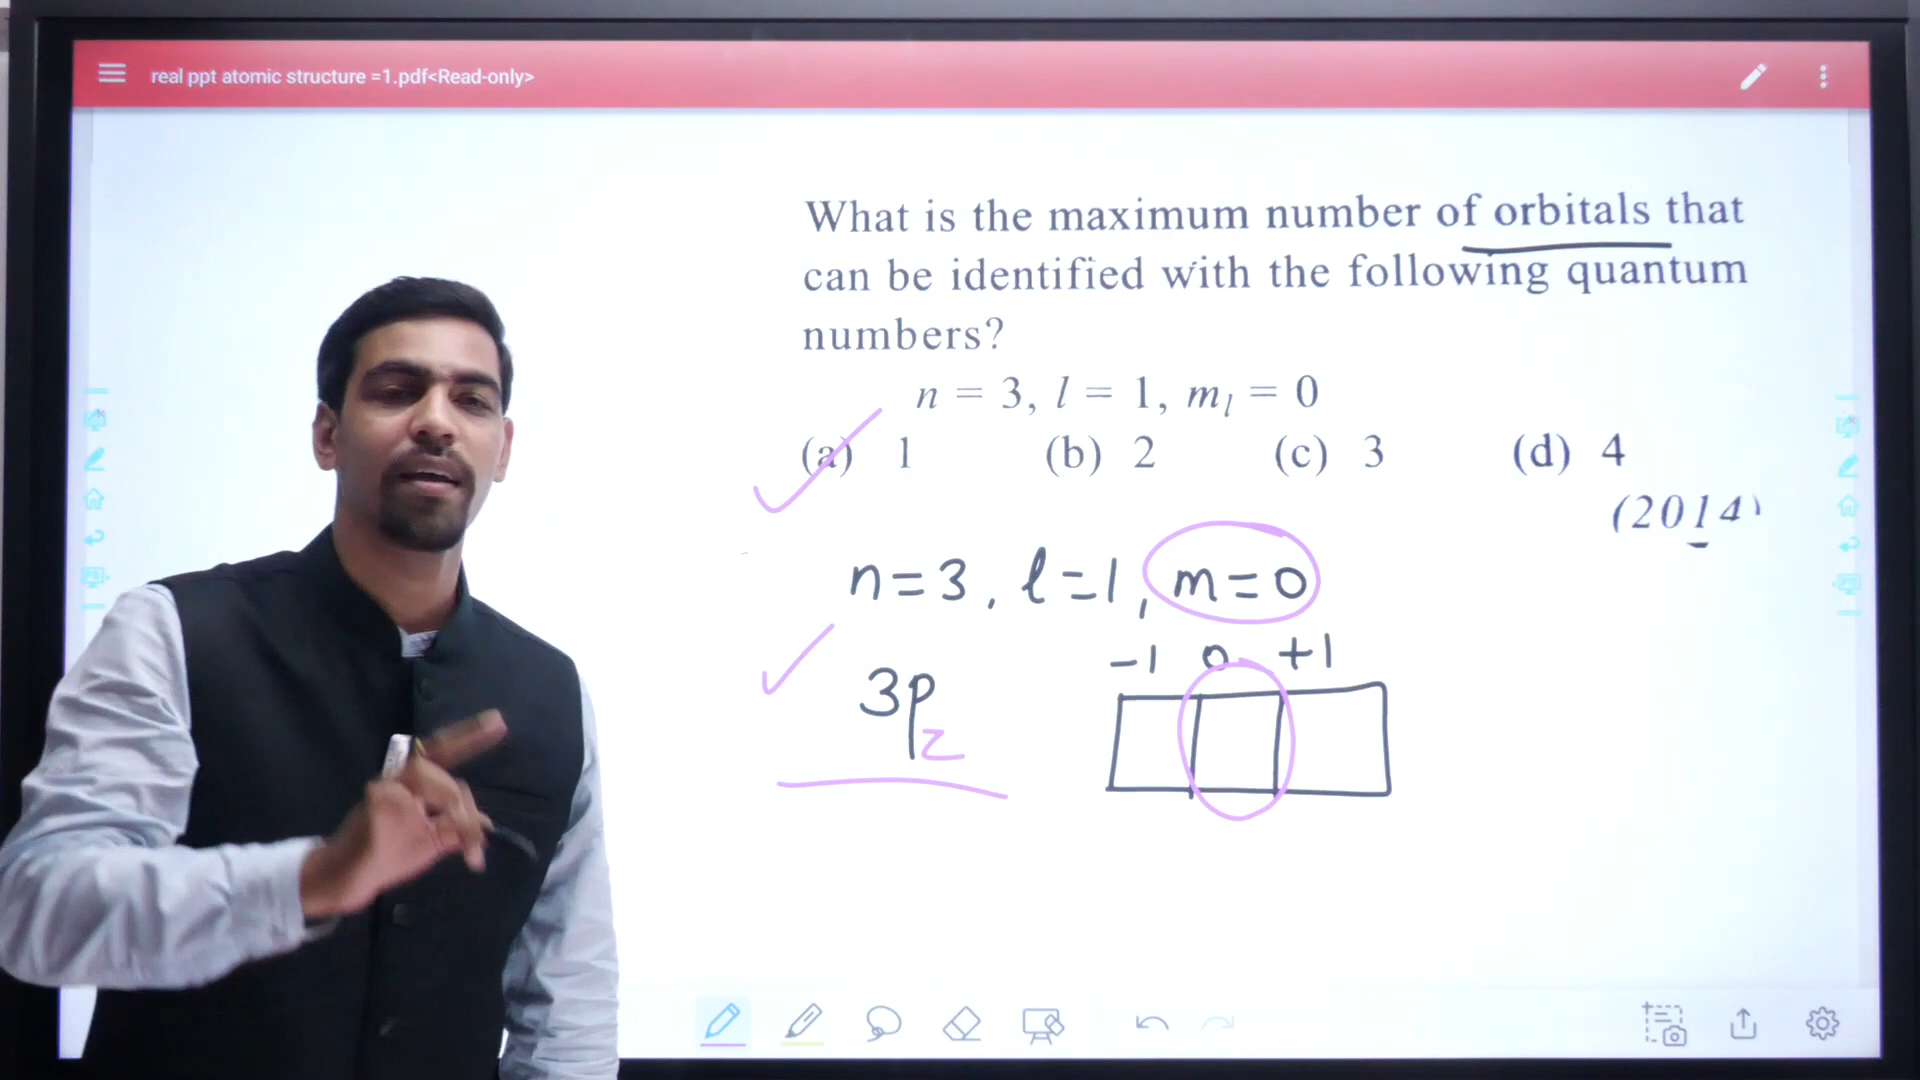 real ppt atomic structure =1.pdf<Read-only>
What is the maximum number of orbitals that
can be identified with the following quantum
numbers?
n = 3, l = 1, mₗ = 0
(a) 1 (b) 2 (c) 3 (d) 4
(2014)
n=3, l=1, m=0
-1 0 +1
3pz